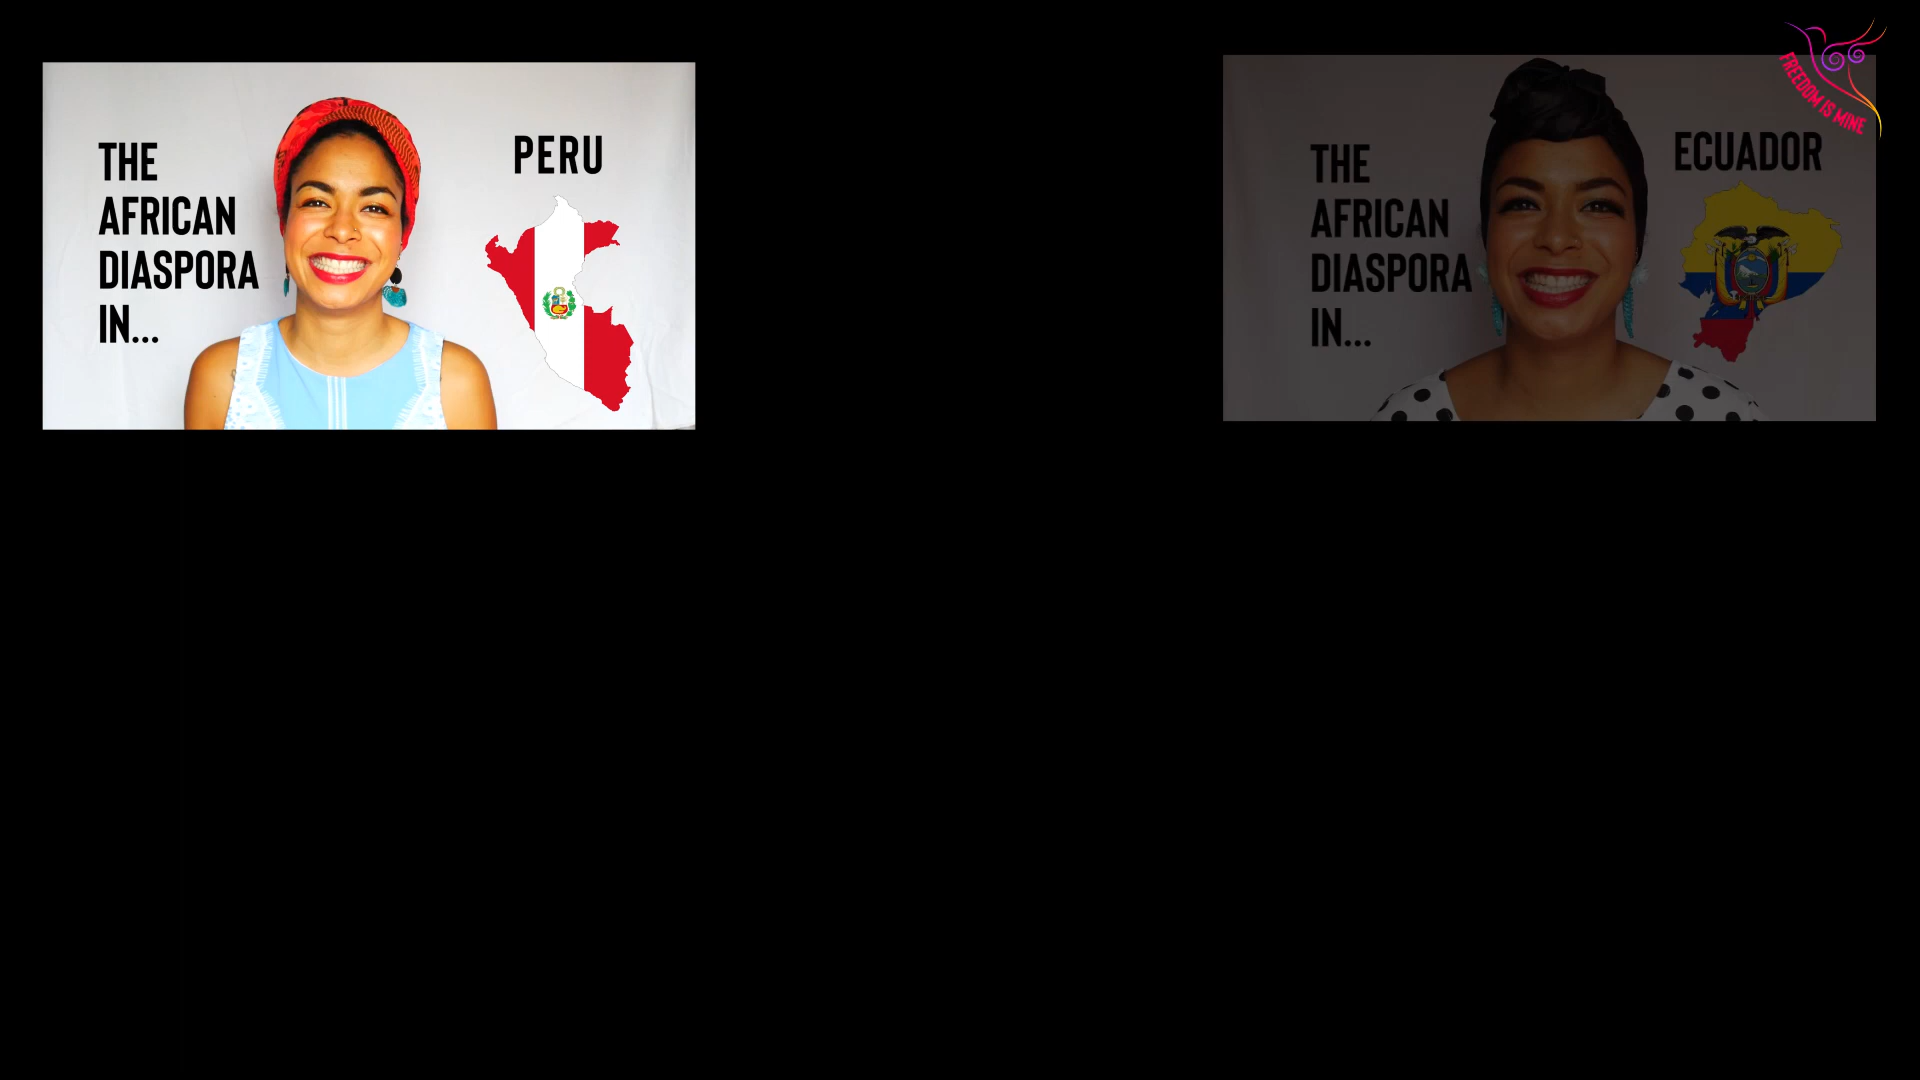 THE
AFRICAN
DIASPORA
IN...
PERU
THE
AFRICAN
DIASPORA
IN...
ECUADOR
FREEDOM IS MINE